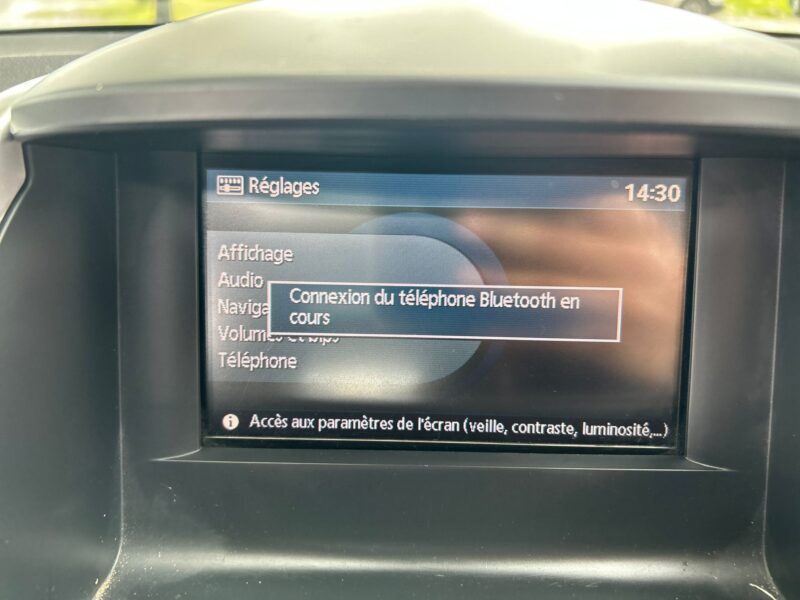 Réglages
14:30
Affichage
Audio
Connexion du téléphone Bluetooth en
cours
Téléphone
Accès aux paramètres de l'écran (veille, contraste, luminosité,...)